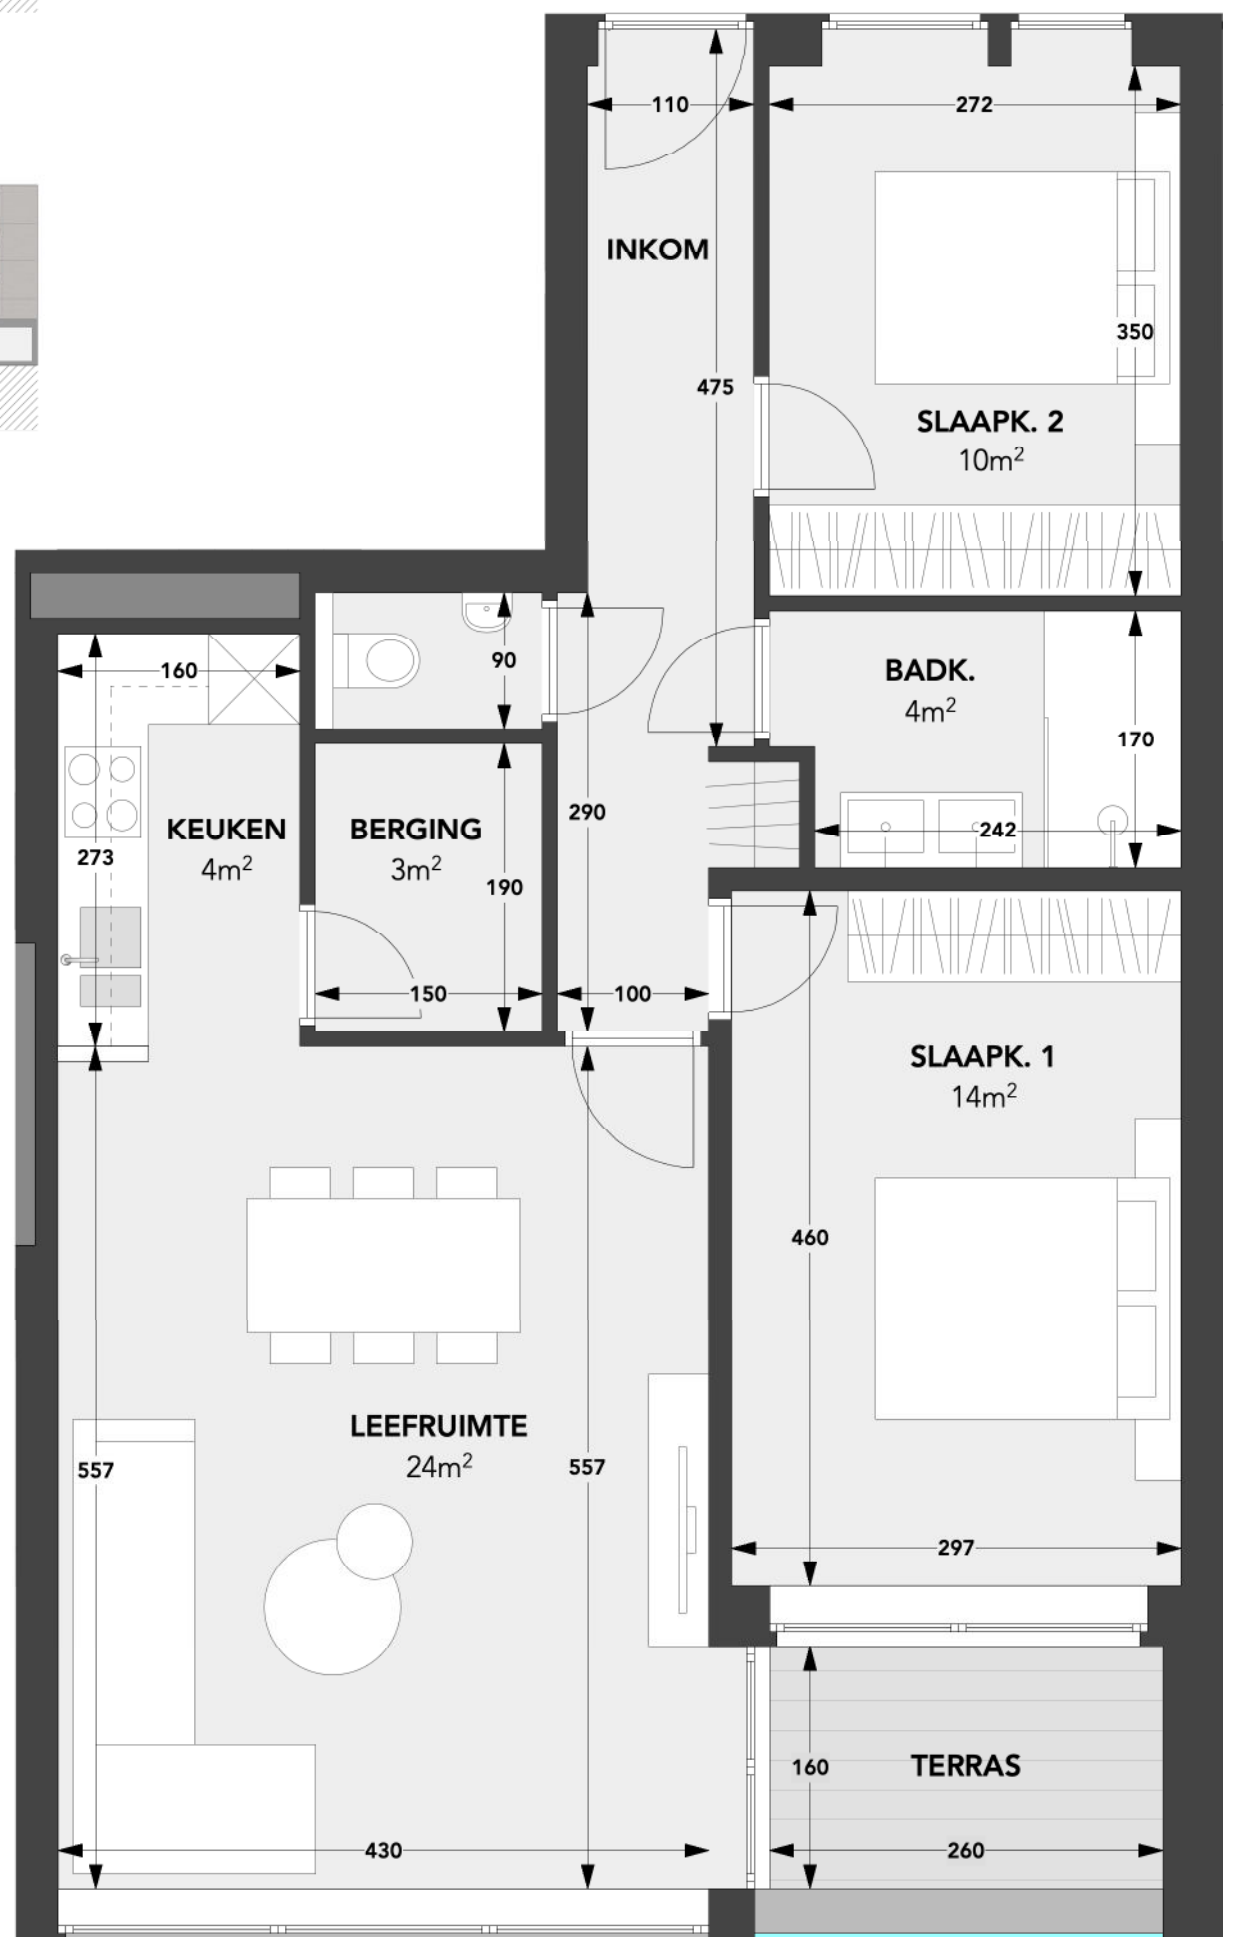 110
272
INKOM
350
475
SLAAPK. 2
10m²
90
160
BADK.
4m²
170
290
KEUKEN
4m²
BERGING
3m²
242
273
190
150
100
SLAAPK. 1
14m²
460
LEEFRUIMTE
24m²
557
557
297
160
TERRAS
430
260